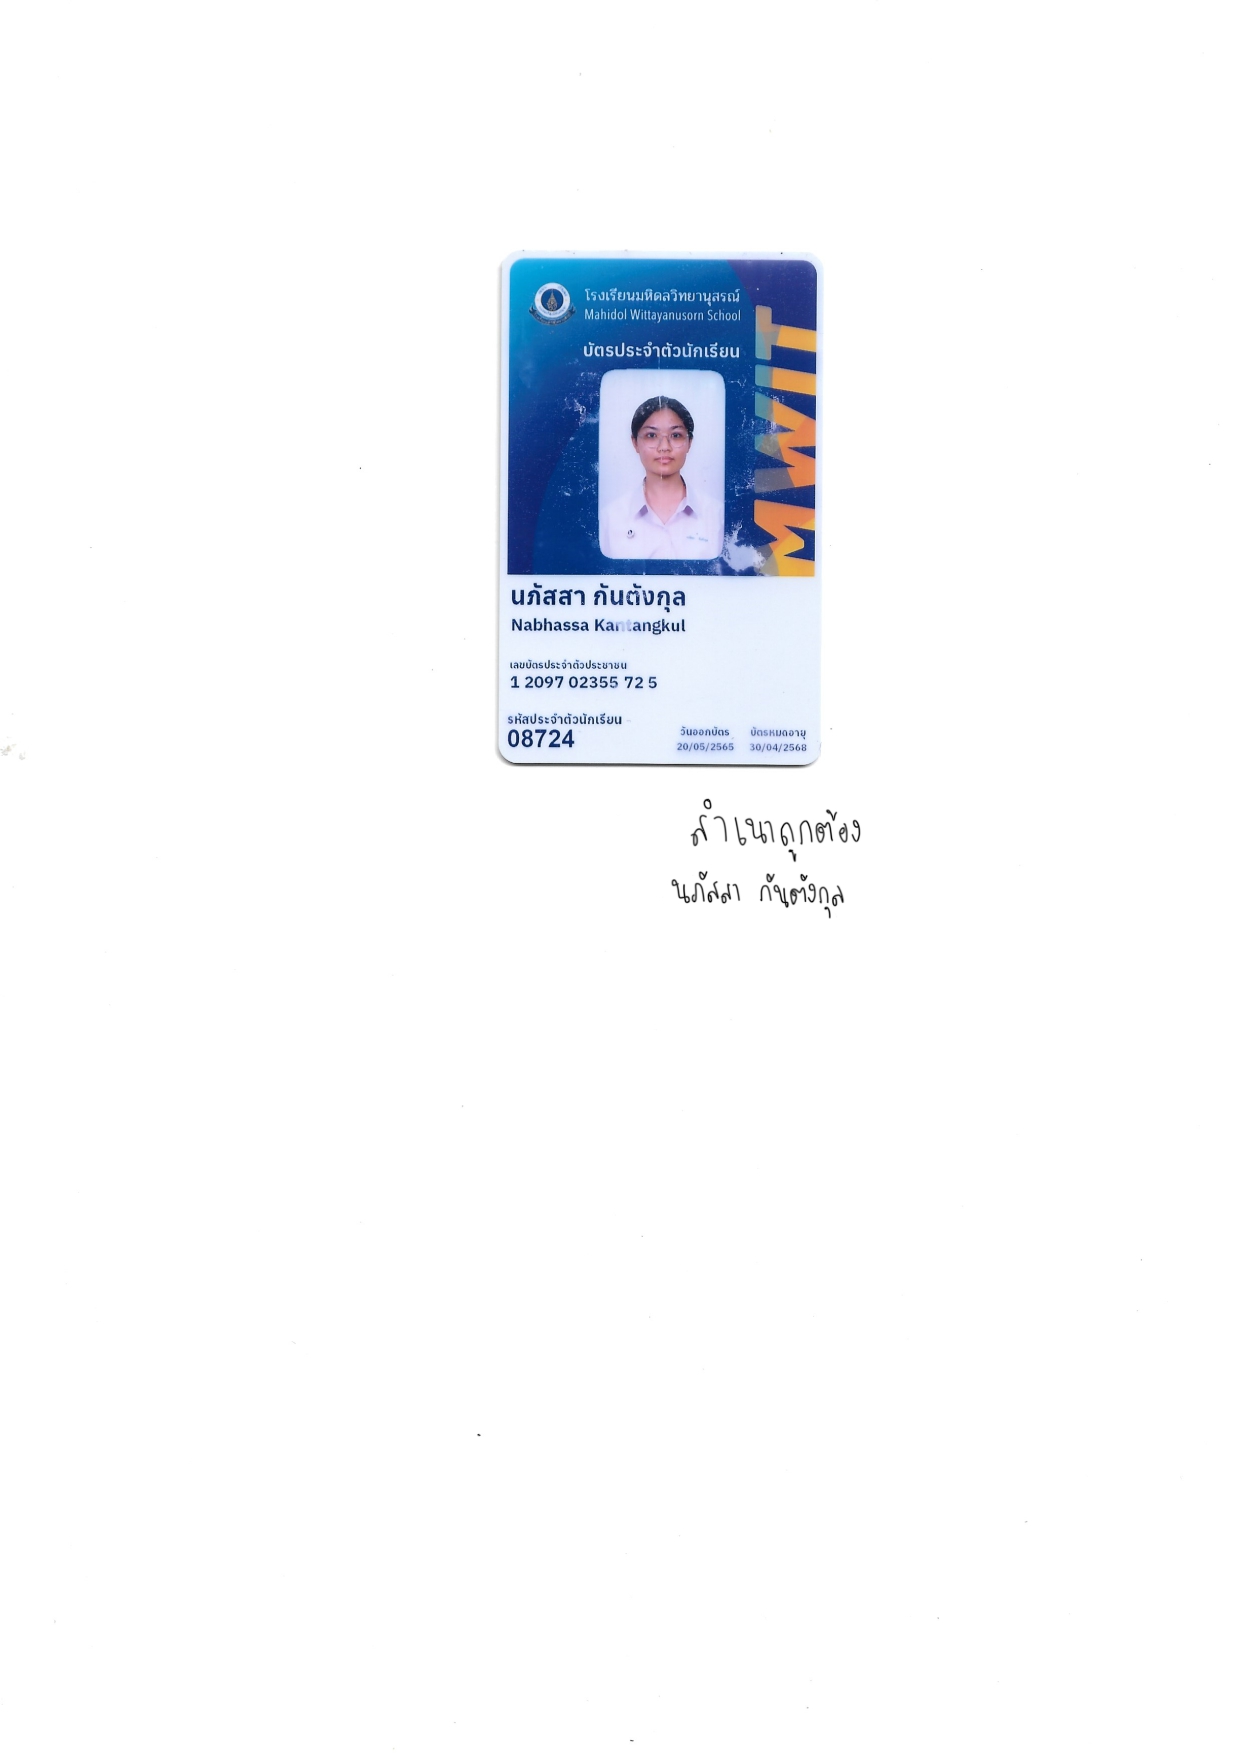 โรงเรียนมหิดลวิทยานุสรณ์
Mahidol Wittayanusorn School
บัตรประจำตัวนักเรียน
MWIT
นภัสสา กันตังกุล
Nabhassa Kantangkul
เลขบัตรประจำตัวประชาชน
1 2097 02355 72 5
รหัสประจำตัวนักเรียน
08724
วันออกบัตร บัตรหมดอายุ
20/05/2565 30/04/2568
สำเนาถูกต้อง
นภัสสา กันตังกุล